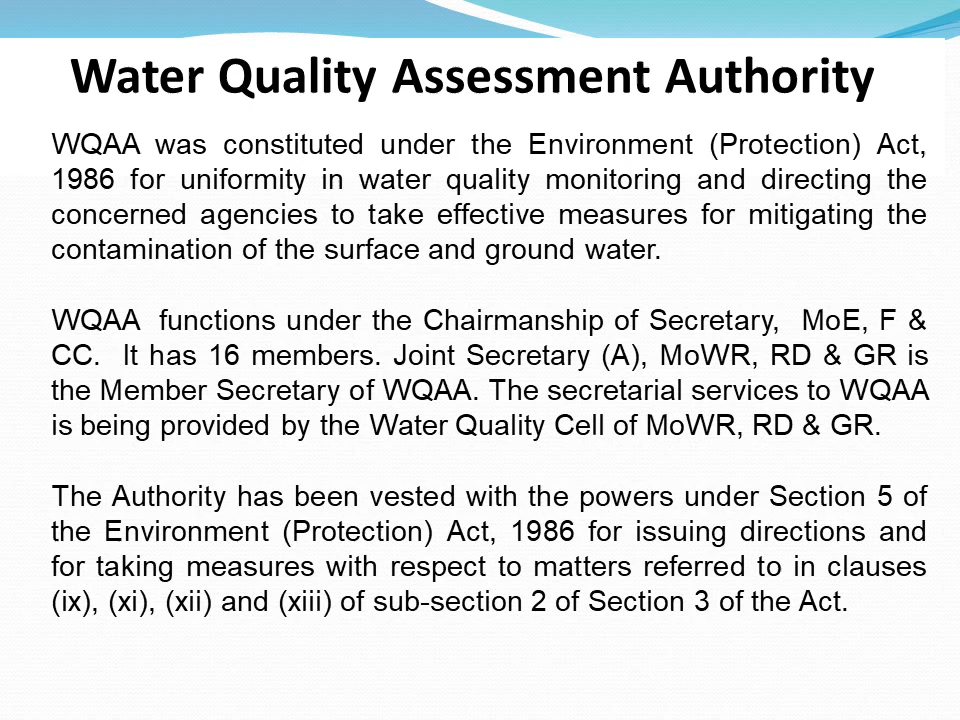 Water Quality Assessment Authority
WQAA was constituted under the Environment (Protection) Act,
1986 for uniformity in water quality monitoring and directing the
concerned agencies to take effective measures for mitigating the
contamination of the surface and ground water.
WQAA functions under the Chairmanship of Secretary, MoE, F &
CC. It has 16 members. Joint Secretary (A), MoWR, RD & GR is
the Member Secretary of WQAA. The secretarial services to WQAA
is being provided by the Water Quality Cell of MoWR, RD & GR.
The Authority has been vested with the powers under Section 5 of
the Environment (Protection) Act, 1986 for issuing directions and
for taking measures with respect to matters referred to in clauses
(ix), (xi), (xii) and (xiii) of sub-section 2 of Section 3 of the Act.